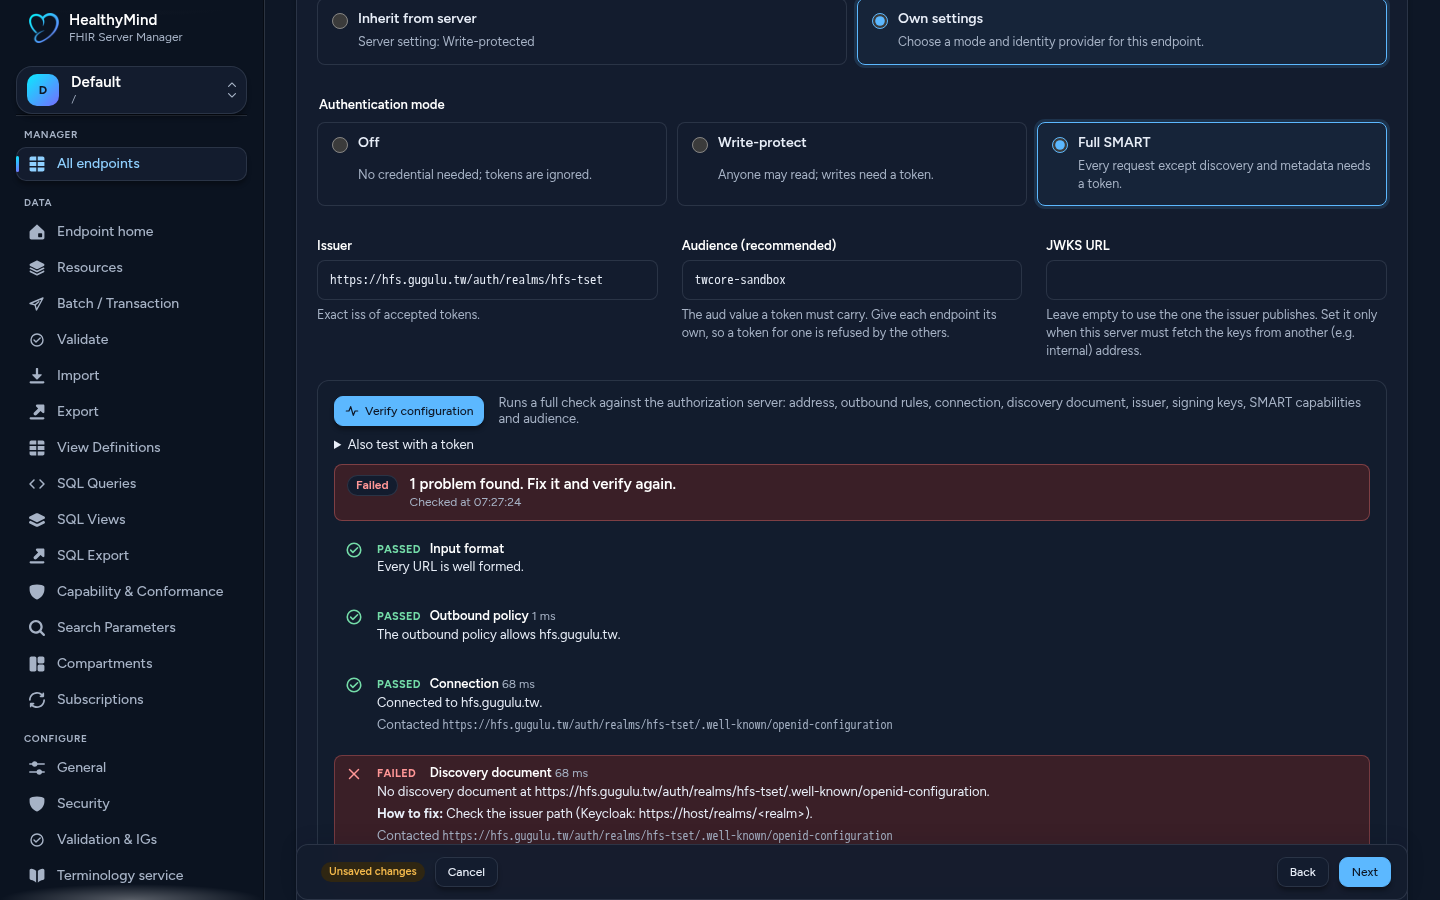 HealthyMind
FHIR Server Manager
D
Default
/
MANAGER
All endpoints
DATA
Endpoint home
Resources
Batch / Transaction
Validate
Import
Export
View Definitions
SQL Queries
SQL Views
SQL Export
Capability & Conformance
Search Parameters
Compartments
Subscriptions
CONFIGURE
General
Security
Validation & IGs
Terminology service
Inherit from server
Server setting: Write-protected
Own settings
Choose a mode and identity provider for this endpoint.
Authentication mode
Off
No credential needed; tokens are ignored.
Write-protect
Anyone may read; writes need a token.
Full SMART
Every request except discovery and metadata needs
a token.
Issuer
https://hfs.gugulu.tw/auth/realms/hfs-tset
Exact iss of accepted tokens.
Audience (recommended)
twcore-sandbox
The aud value a token must carry. Give each endpoint its
own, so a token for one is refused by the others.
JWKS URL
Leave empty to use the one the issuer publishes. Set it only
when this server must fetch the keys from another (e.g.
internal) address.
Verify configuration
Runs a full check against the authorization server: address, outbound rules, connection, discovery document, issuer, signing keys, SMART capabilities
and audience.
Also test with a token
Failed
1 problem found. Fix it and verify again.
Checked at 07:27:24
PASSED Input format
Every URL is well formed.
PASSED Outbound policy 1 ms
The outbound policy allows hfs.gugulu.tw.
PASSED Connection 68 ms
Connected to hfs.gugulu.tw.
Contacted https://hfs.gugulu.tw/auth/realms/hfs-tset/.well-known/openid-configuration
FAILED Discovery document 68 ms
No discovery document at https://hfs.gugulu.tw/auth/realms/hfs-tset/.well-known/openid-configuration.
How to fix: Check the issuer path (Keycloak: https://host/realms/<realm>).
Contacted https://hfs.gugulu.tw/auth/realms/hfs-tset/.well-known/openid-configuration
Unsaved changes
Cancel
Back
Next